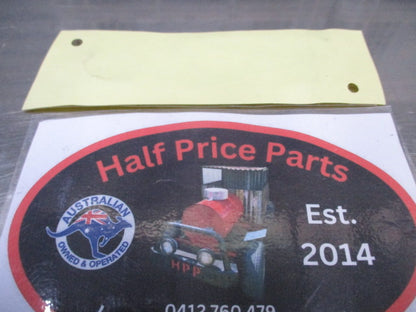 Half Price Parts
AUSTRALIAN
OWNED & OPERATED
Est.
2014
HPP
0412 760 479